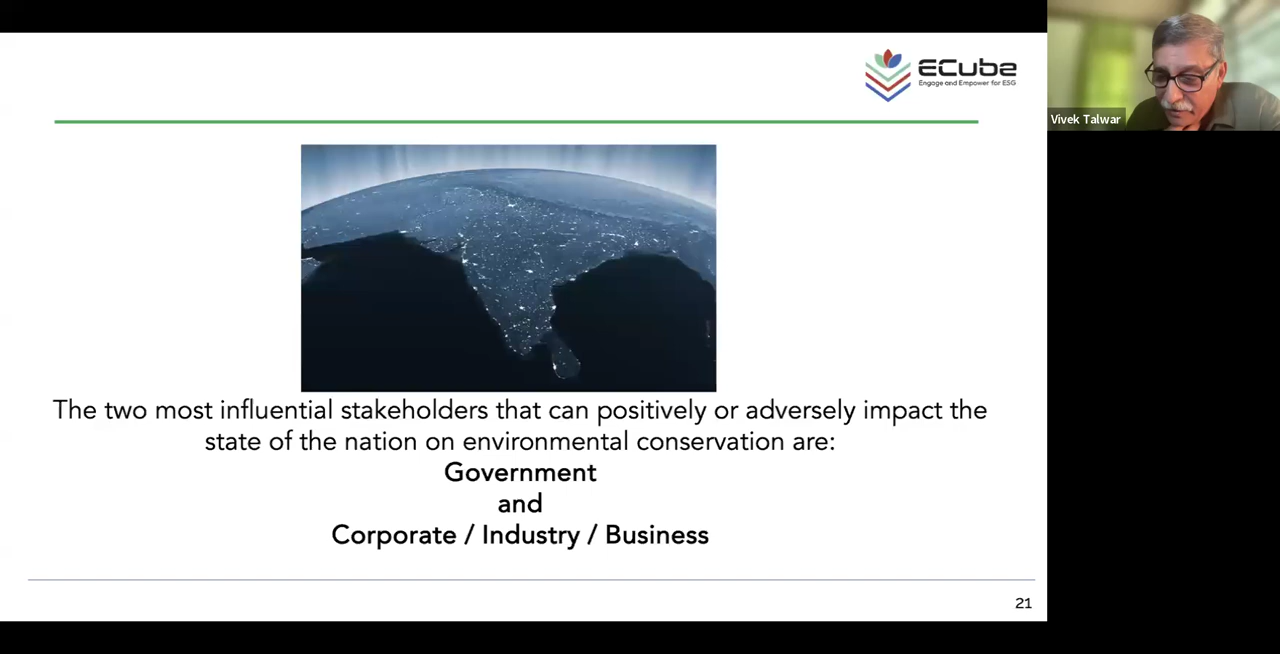 ECube
Engage and Empower for ESG
Vivek Talwar
The two most influential stakeholders that can positively or adversely impact the
state of the nation on environmental conservation are:
Government
and
Corporate / Industry / Business
21